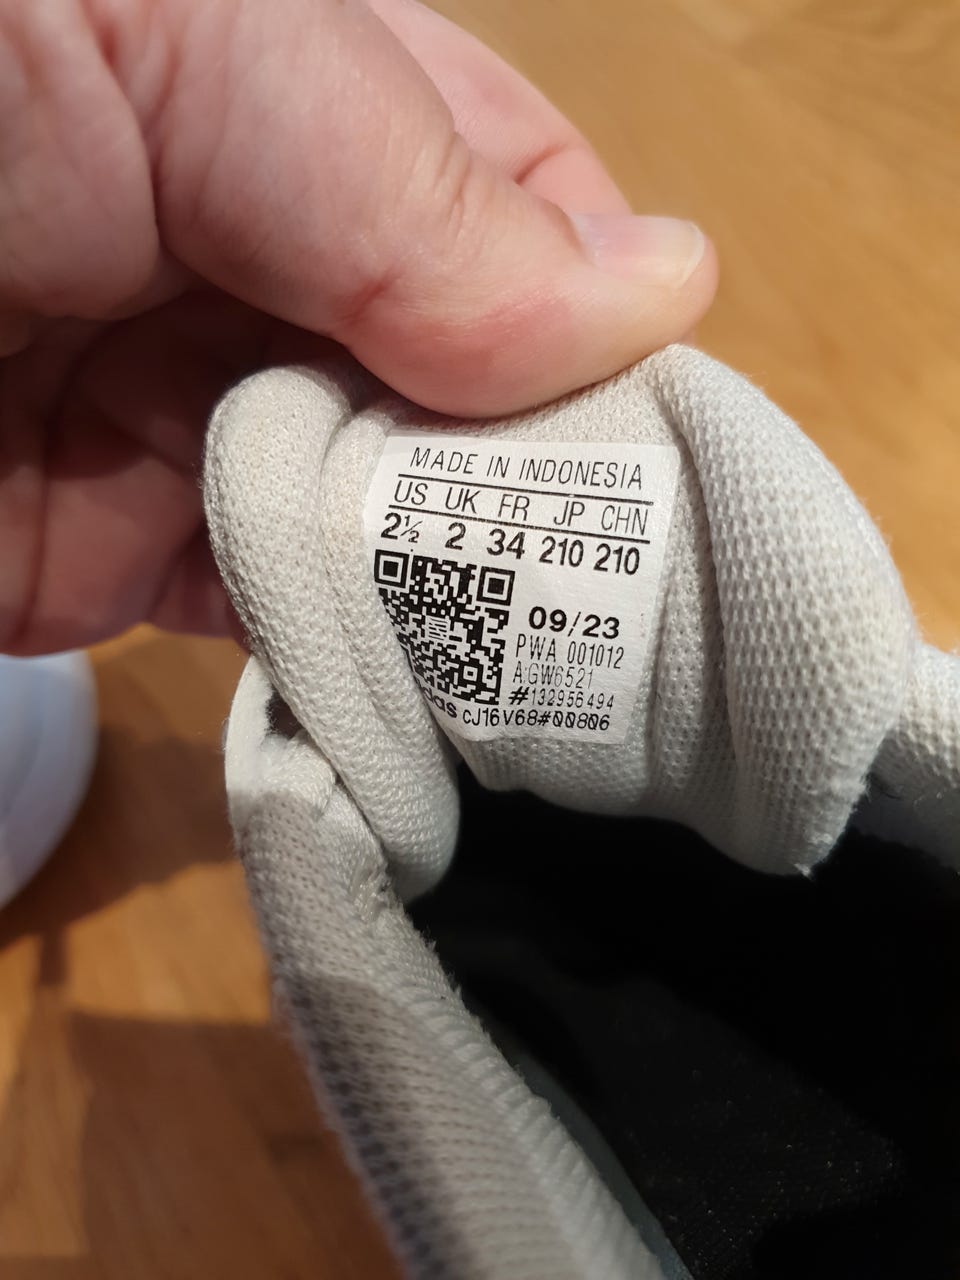 MADE IN INDONESIA
US UK FR JP CHN
2½ 2 34 210 210
09/23
PWA 001012
A:GW6521
#132956494
cJ16V68#00806